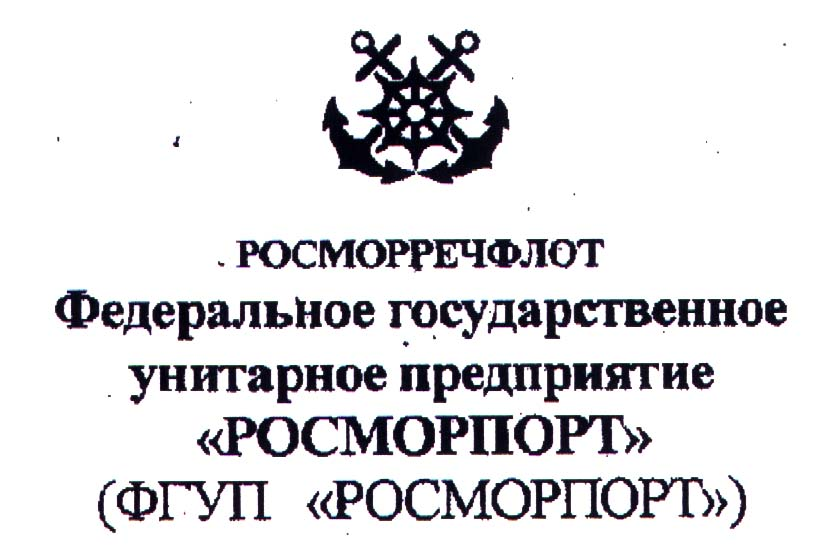 РОСМОРРЕЧФЛОТ
Федеральное государственное
унитарное предприятие
«РОСМОРПОРТ»
(ФГУП «РОСМОРПОРТ»)